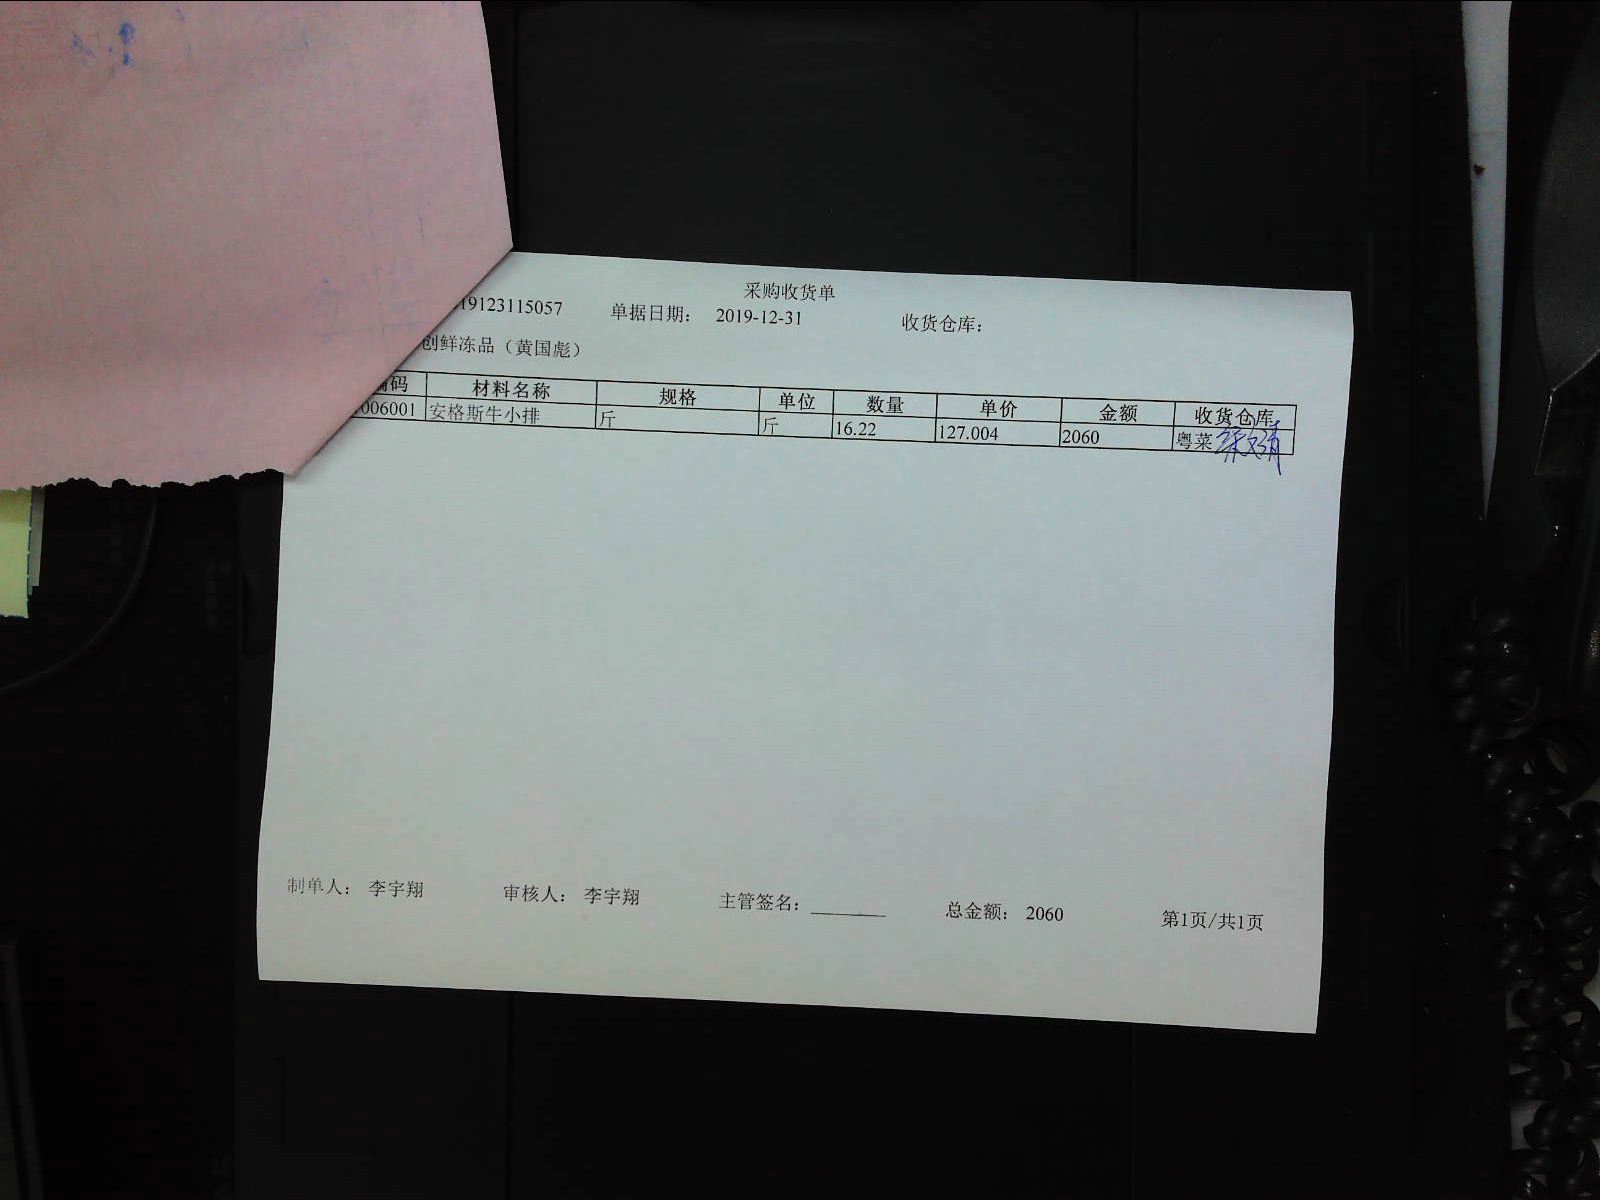 采购收货单
19123115057 单据日期： 2019-12-31 收货仓库：
创鲜冻品（黄国彪）
编码 材料名称 规格 单位 数量 单价 金额 收货仓库
006001 安格斯牛小排 斤 斤 16.22 127.004 2060 粤菜
制单人： 李宇翔 审核人： 李宇翔 主管签名： 总金额： 2060 第1页/共1页